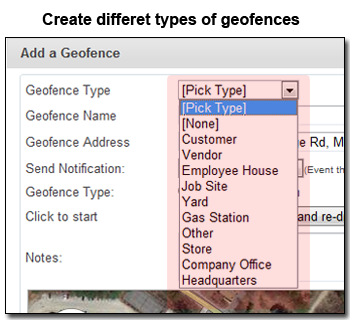 Create differet types of geofences
Add a Geofence
Geofence Type [Pick Type]
[Pick Type]
Geofence Name [None]
Customer
Geofence Address Rd, M
Vendor
Send Notification: Employee House (Event th
Geofence Type: Job Site
Yard
Click to start Gas Station and re-d
Other
Store
Notes: Company Office
Headquarters